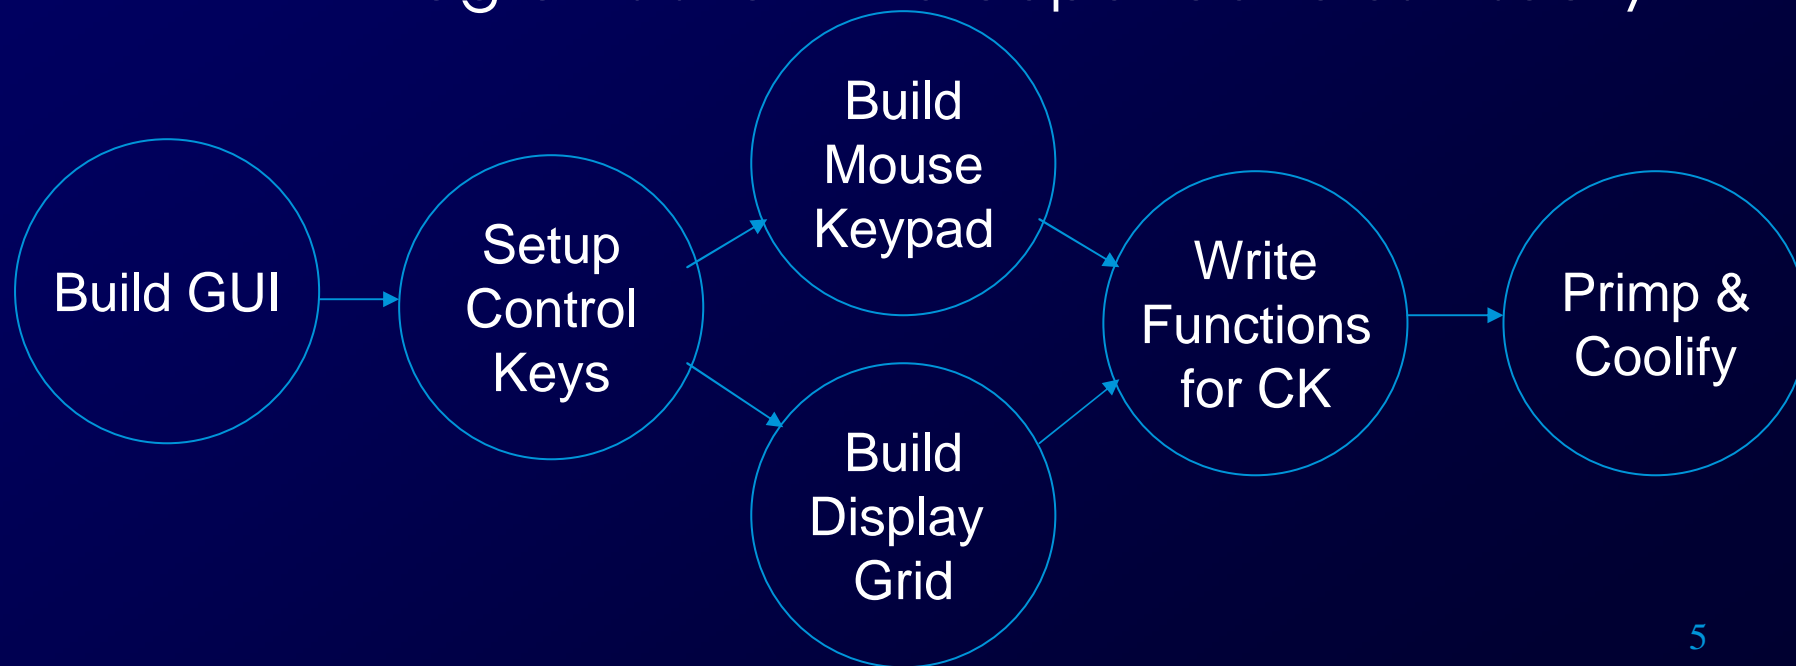 Build GUI
Setup
Control
Keys
Build
Mouse
Keypad
Build
Display
Grid
Write
Functions
for CK
Primp &
Coolify
5